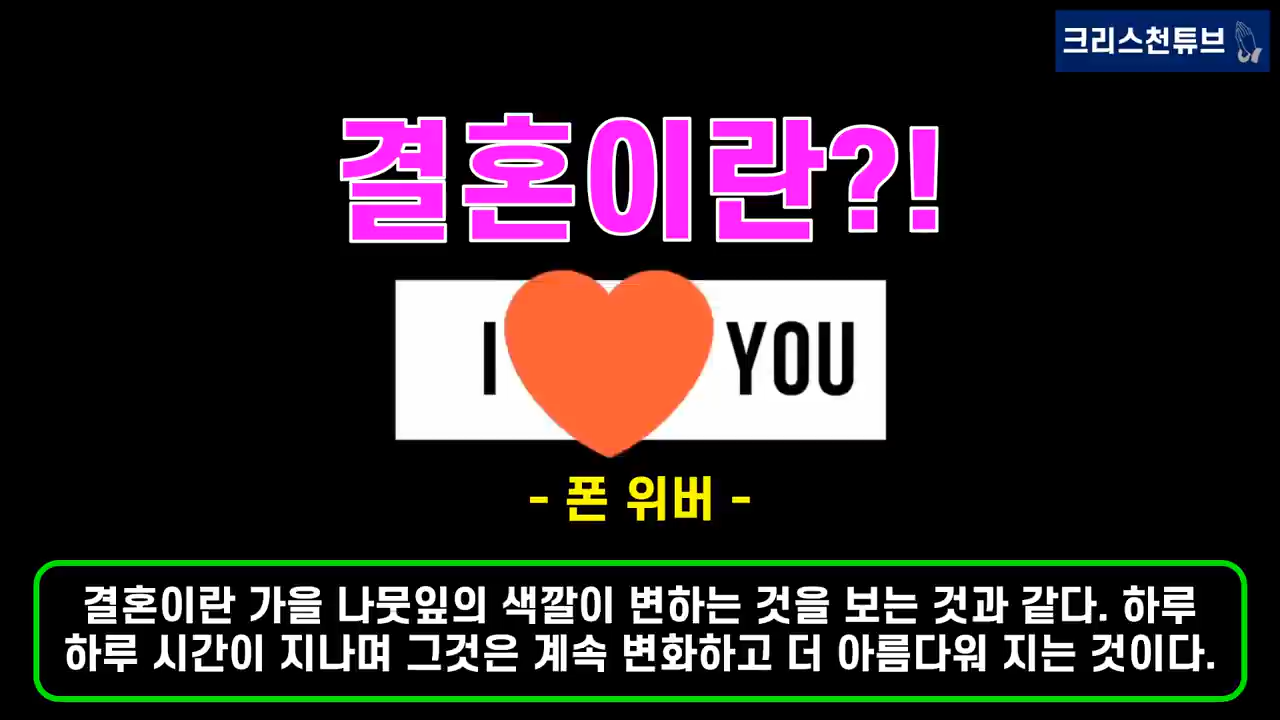 크리스천튜브
결혼이란?!
I YOU
- 폰 위버 -
결혼이란 가을 나뭇잎의 색깔이 변하는 것을 보는 것과 같다. 하루
하루 시간이 지나며 그것은 계속 변화하고 더 아름다워 지는 것이다.